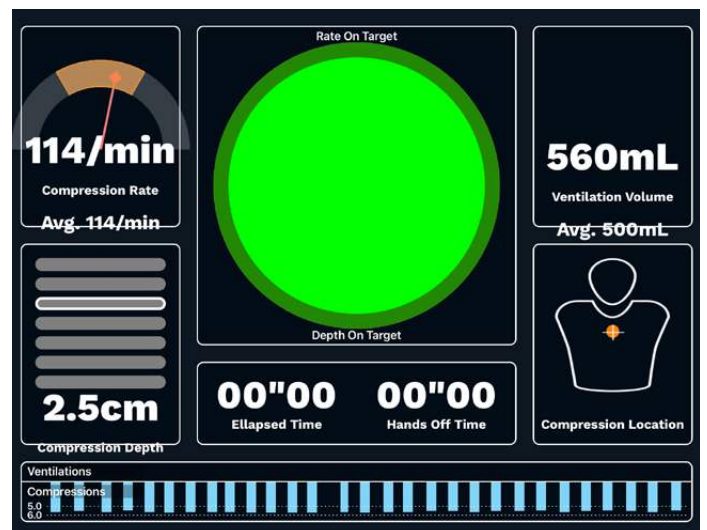 114/min
Compression Rate
Avg. 114/min
Rate On Target
Depth On Target
560mL
Ventilation Volume
Avg. 500mL
2.5cm
Compression Depth
00"00
Ellapsed Time
00"00
Hands Off Time
Compression Location
Ventilations
Compressions
5.0
6.0